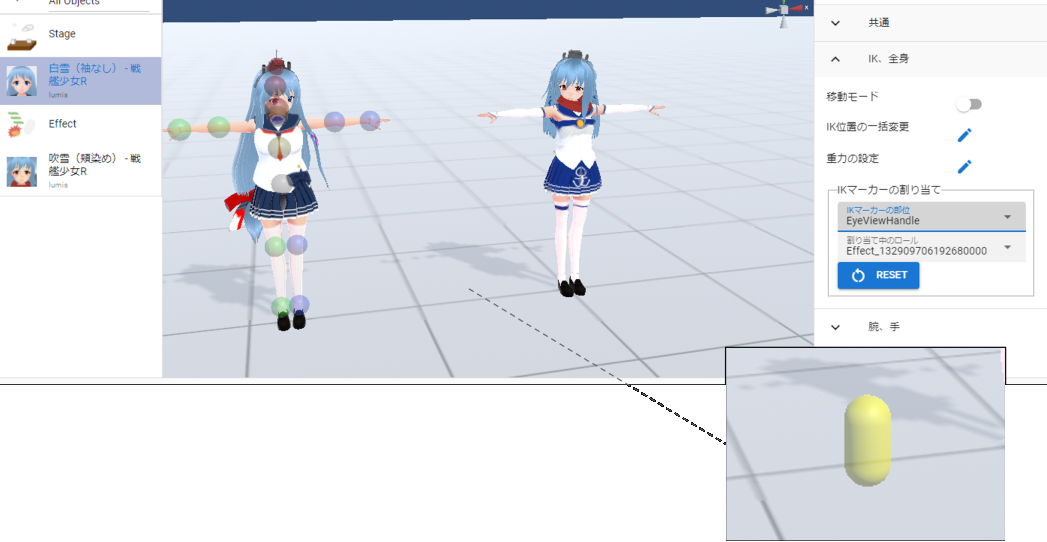 All Objects
Stage
白雪（袖なし） - 戦
艦少女R
lumis
Effect
吹雪（頬染め） - 戦
艦少女R
lumis
x
共通
IK、全身
移動モード
IK位置の一括変更
重力の設定
IKマーカーの割り当て
IKマーカーの部位
EyeViewHandle
割り当て中のロール
Effect_132909706192680000
RESET
腕、手